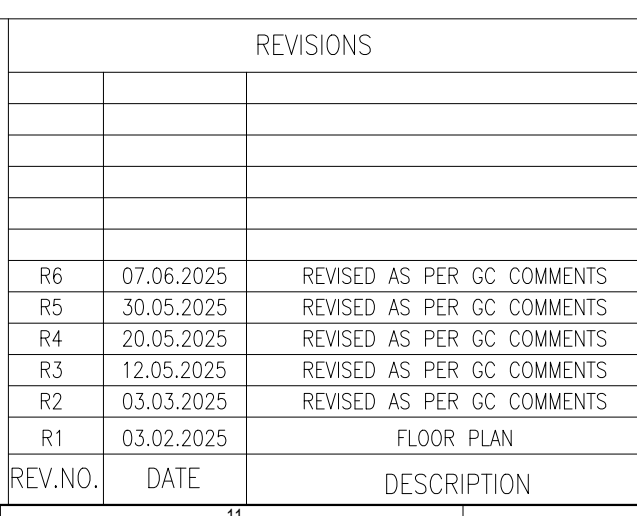 REVISIONS
R6 07.06.2025 REVISED AS PER GC COMMENTS
R5 30.05.2025 REVISED AS PER GC COMMENTS
R4 20.05.2025 REVISED AS PER GC COMMENTS
R3 12.05.2025 REVISED AS PER GC COMMENTS
R2 03.03.2025 REVISED AS PER GC COMMENTS
R1 03.02.2025 FLOOR PLAN
REV.NO. DATE DESCRIPTION
11